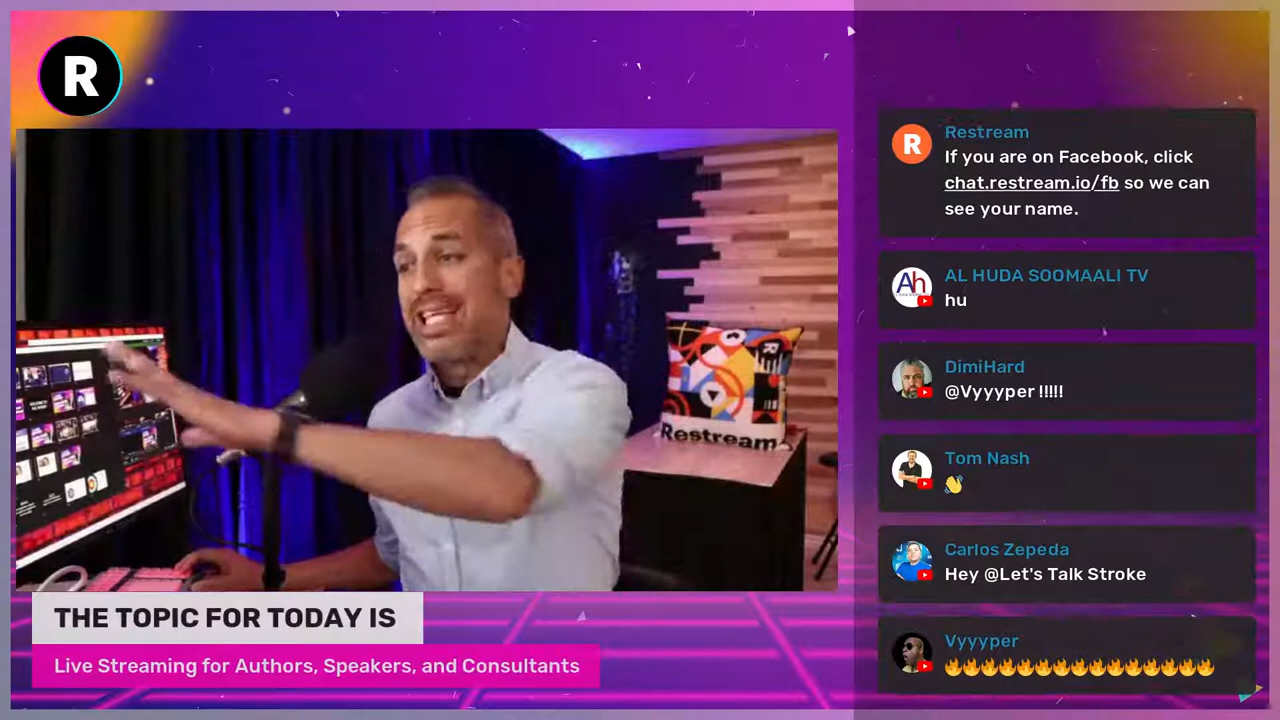 R
Restream
THE TOPIC FOR TODAY IS
Live Streaming for Authors, Speakers, and Consultants
R
Restream
If you are on Facebook, click
chat.restream.io/fb so we can
see your name.
Ah
AL HUDA SOOMAALI TV
hu
DimiHard
@Vyyyper !!!!!
Tom Nash
👋
Carlos Zepeda
Hey @Let's Talk Stroke
Vyyyper
🔥🔥🔥🔥🔥🔥🔥🔥🔥🔥🔥🔥🔥🔥🔥